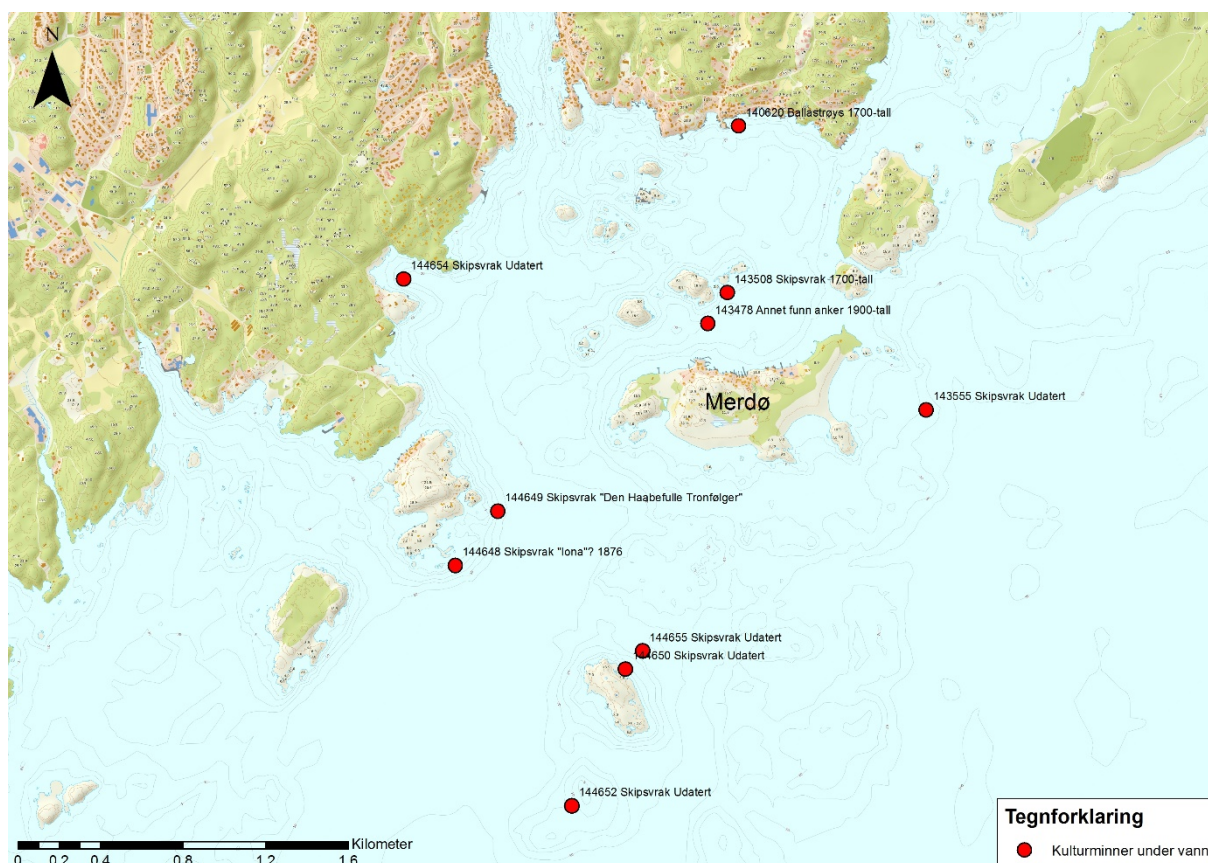 N
140620 Ballastrøys 1700-tall
144654 Skipsvrak Udatert
143508 Skipsvrak 1700-tall
143478 Annet funn anker 1900-tall
Merdø
143555 Skipsvrak Udatert
144649 Skipsvrak "Den Haabefulle Tronfølger"
144648 Skipsvrak "Iona"? 1876
144655 Skipsvrak Udatert
144650 Skipsvrak Udatert
144652 Skipsvrak Udatert
Tegnforklaring
Kulturminner under vann
Kilometer
0 0.2 0.4 0.8 1.2 1.6